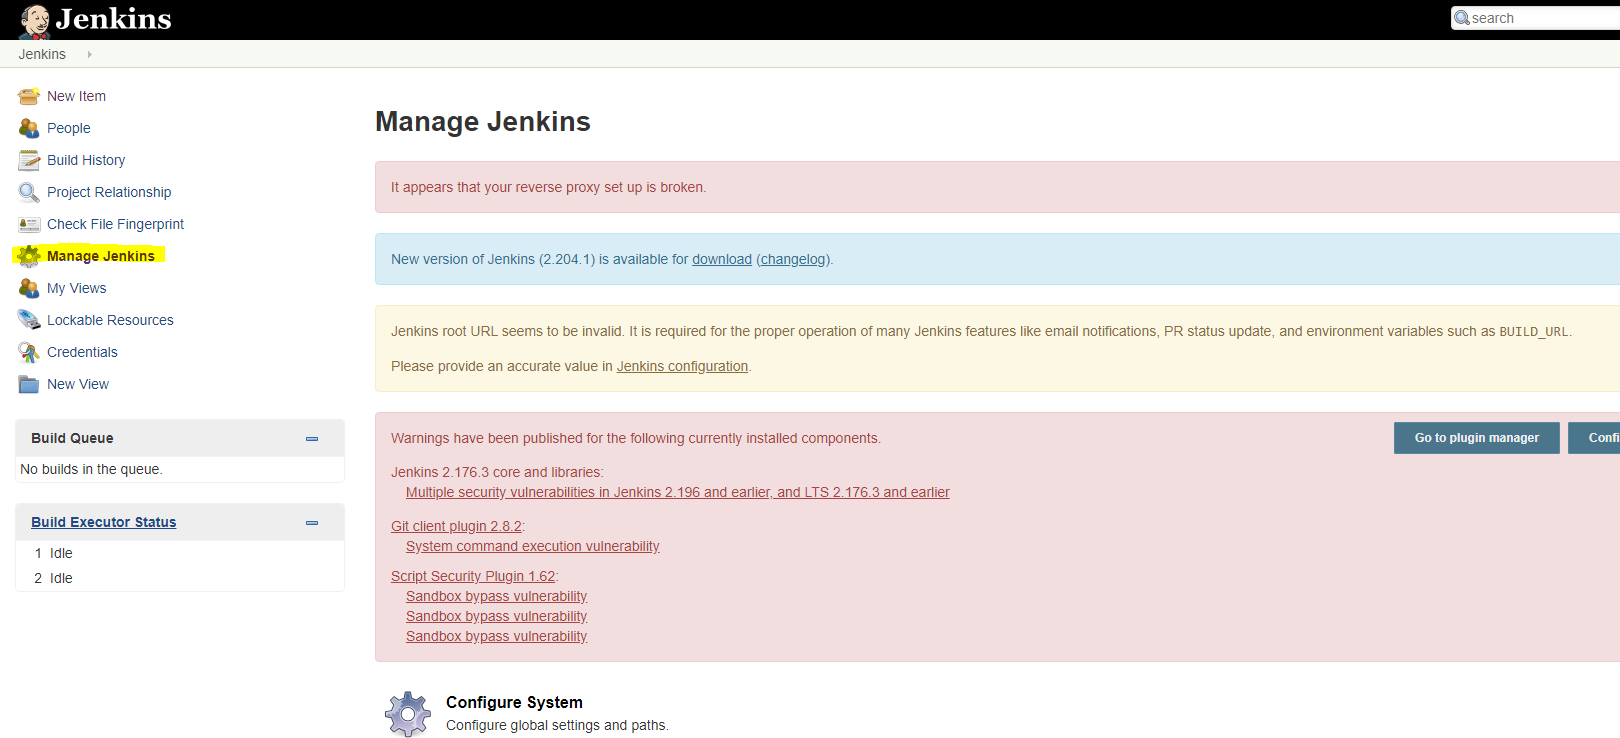 Jenkins
search
Jenkins
New Item
People
Build History
Project Relationship
Check File Fingerprint
Manage Jenkins
My Views
Lockable Resources
Credentials
New View
Build Queue
No builds in the queue.
Build Executor Status
1 Idle
2 Idle
Manage Jenkins
It appears that your reverse proxy set up is broken.
New version of Jenkins (2.204.1) is available for download (changelog).
Jenkins root URL seems to be invalid. It is required for the proper operation of many Jenkins features like email notifications, PR status update, and environment variables such as BUILD_URL.
Please provide an accurate value in Jenkins configuration.
Warnings have been published for the following currently installed components.
Go to plugin manager
Confi
Jenkins 2.176.3 core and libraries:
Multiple security vulnerabilities in Jenkins 2.196 and earlier, and LTS 2.176.3 and earlier
Git client plugin 2.8.2:
System command execution vulnerability
Script Security Plugin 1.62:
Sandbox bypass vulnerability
Sandbox bypass vulnerability
Sandbox bypass vulnerability
Configure System
Configure global settings and paths.